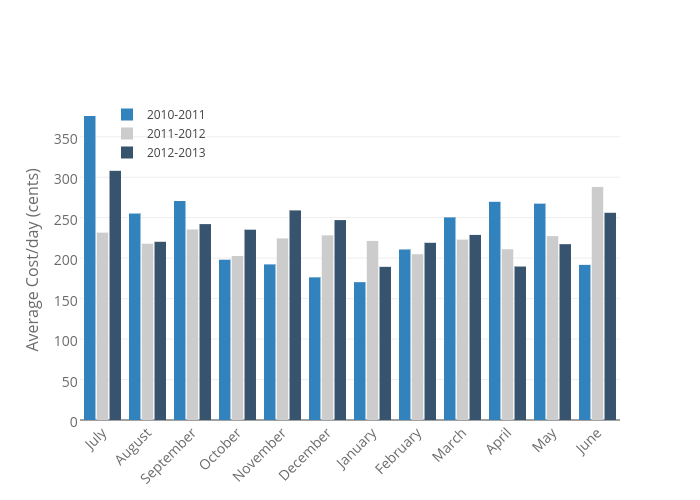 2010-2011
2011-2012
2012-2013
Average Cost/day (cents)
350
300
250
200
150
100
50
0
July
August
September
October
November
December
January
February
March
April
May
June